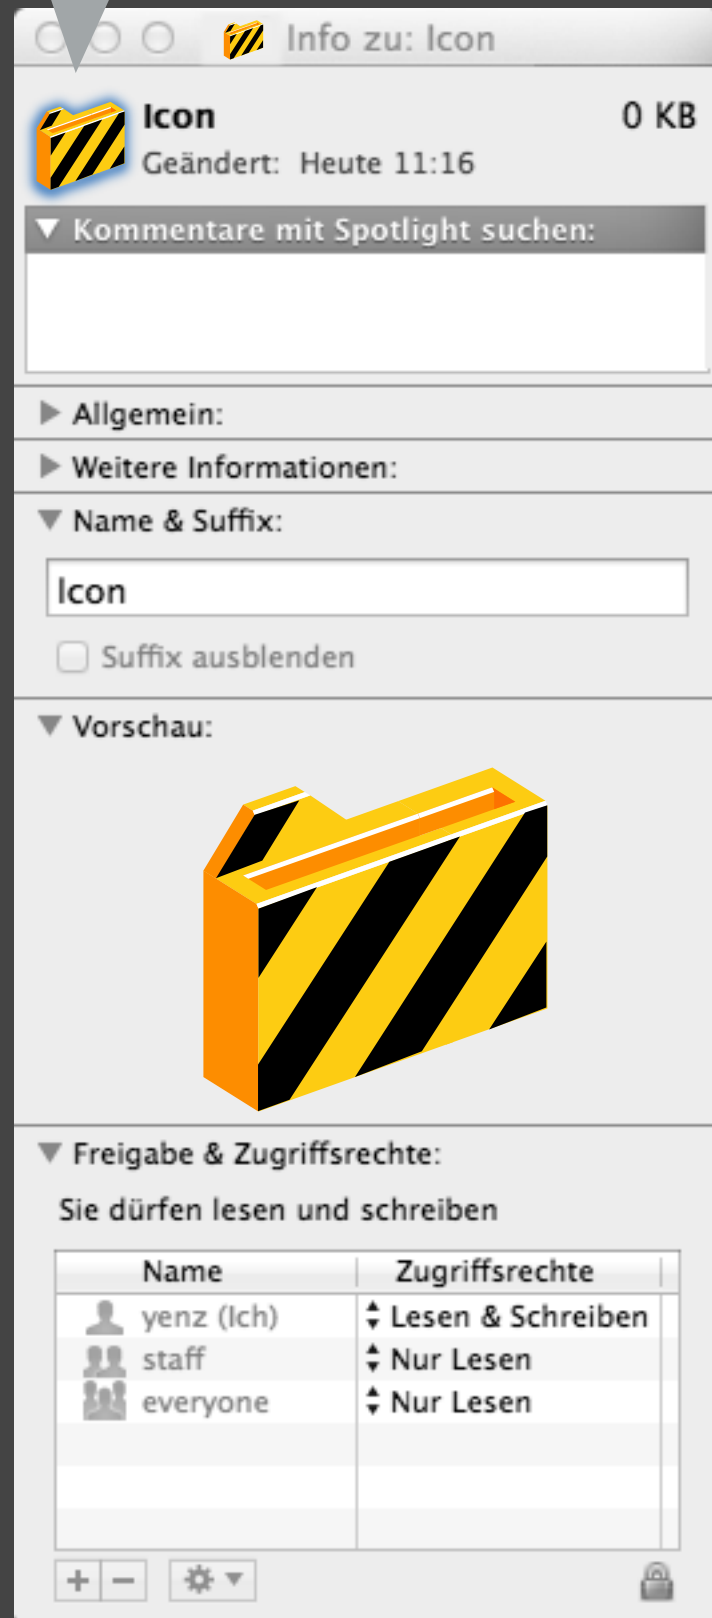 Info zu: Icon
Icon 0 KB
Geändert: Heute 11:16
Kommentare mit Spotlight suchen:
Allgemein:
Weitere Informationen:
Name & Suffix:
Icon
Suffix ausblenden
Vorschau:
Freigabe & Zugriffsrechte:
Sie dürfen lesen und schreiben
Name Zugriffsrechte
yenz (Ich) Lesen & Schreiben
staff Nur Lesen
everyone Nur Lesen